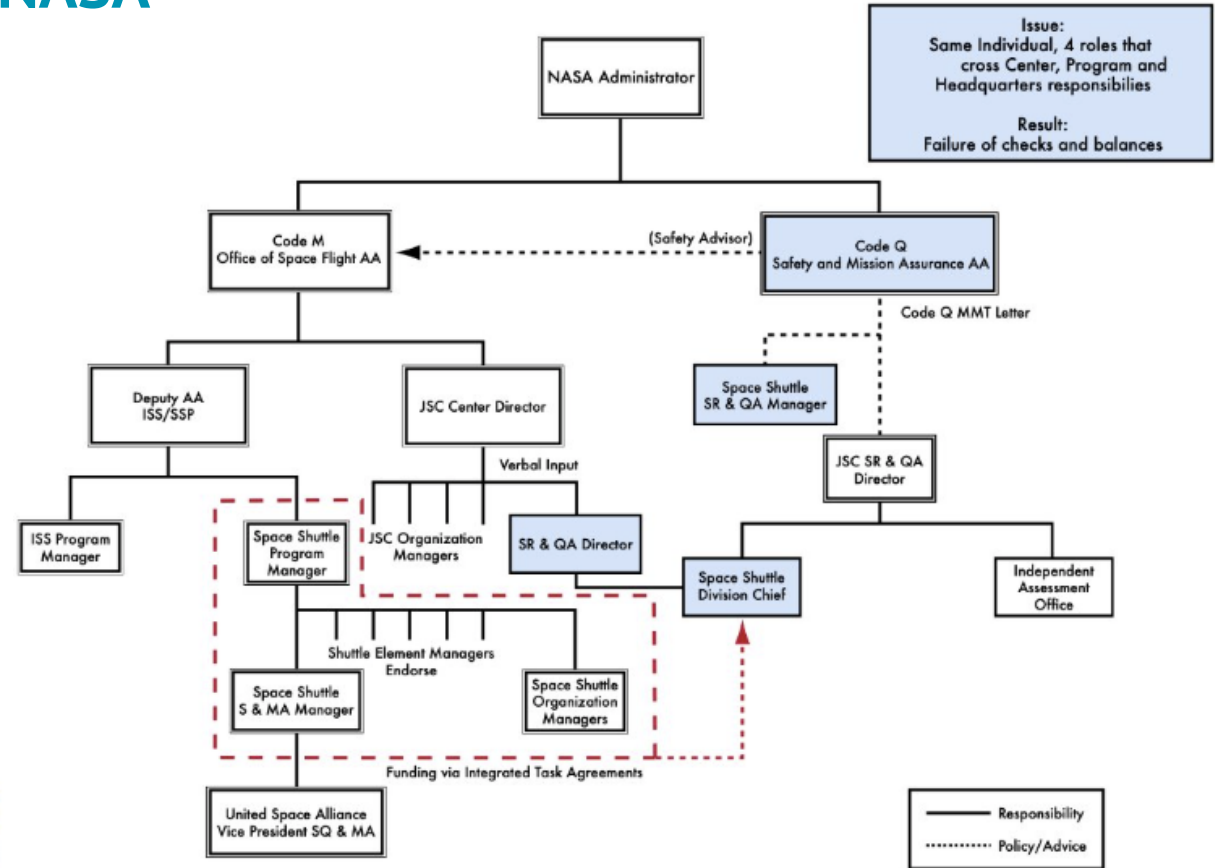 NASA
Issue:
Same Individual, 4 roles that
cross Center, Program and
Headquarters responsibilies
Result:
Failure of checks and balances
NASA Administrator
Code M
Office of Space Flight AA
(Safety Advisor)
Code Q
Safety and Mission Assurance AA
Code Q MMT Letter
Deputy AA
ISS/SSP
JSC Center Director
Space Shuttle
SR & QA Manager
JSC SR & QA
Director
Verbal Input
ISS Program
Manager
Space Shuttle
Program
Manager
JSC Organization
Managers
SR & QA Director
Space Shuttle
Division Chief
Independent
Assessment
Office
Shuttle Element Managers
Endorse
Space Shuttle
S & MA Manager
Space Shuttle
Organization
Managers
Funding via Integrated Task Agreements
United Space Alliance
Vice President SQ & MA
Responsibility
Policy/Advice